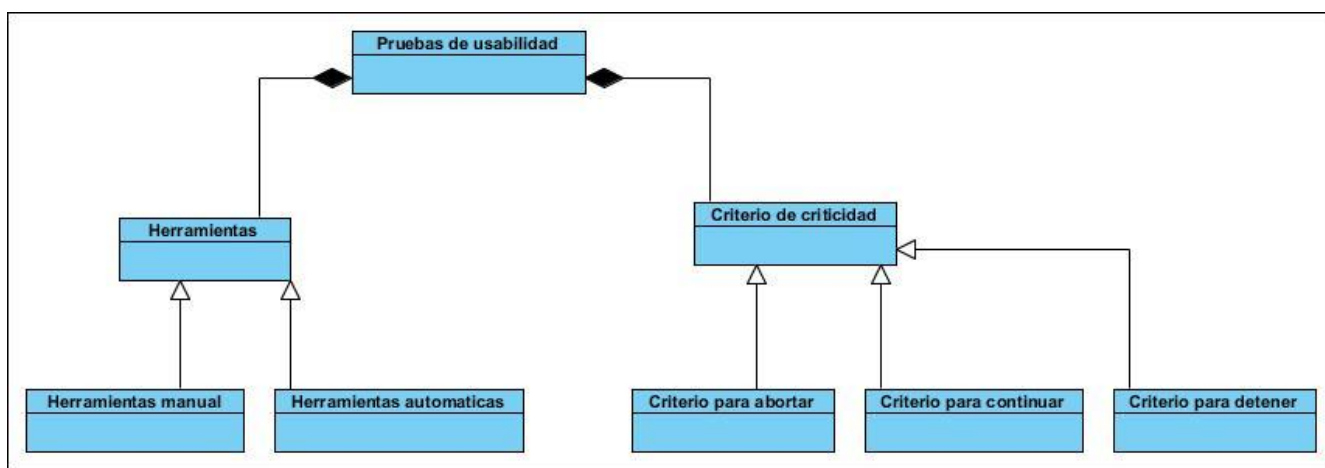 Pruebas de usabilidad
Herramientas
Criterio de criticidad
Herramientas manual
Herramientas automaticas
Criterio para abortar
Criterio para continuar
Criterio para detener